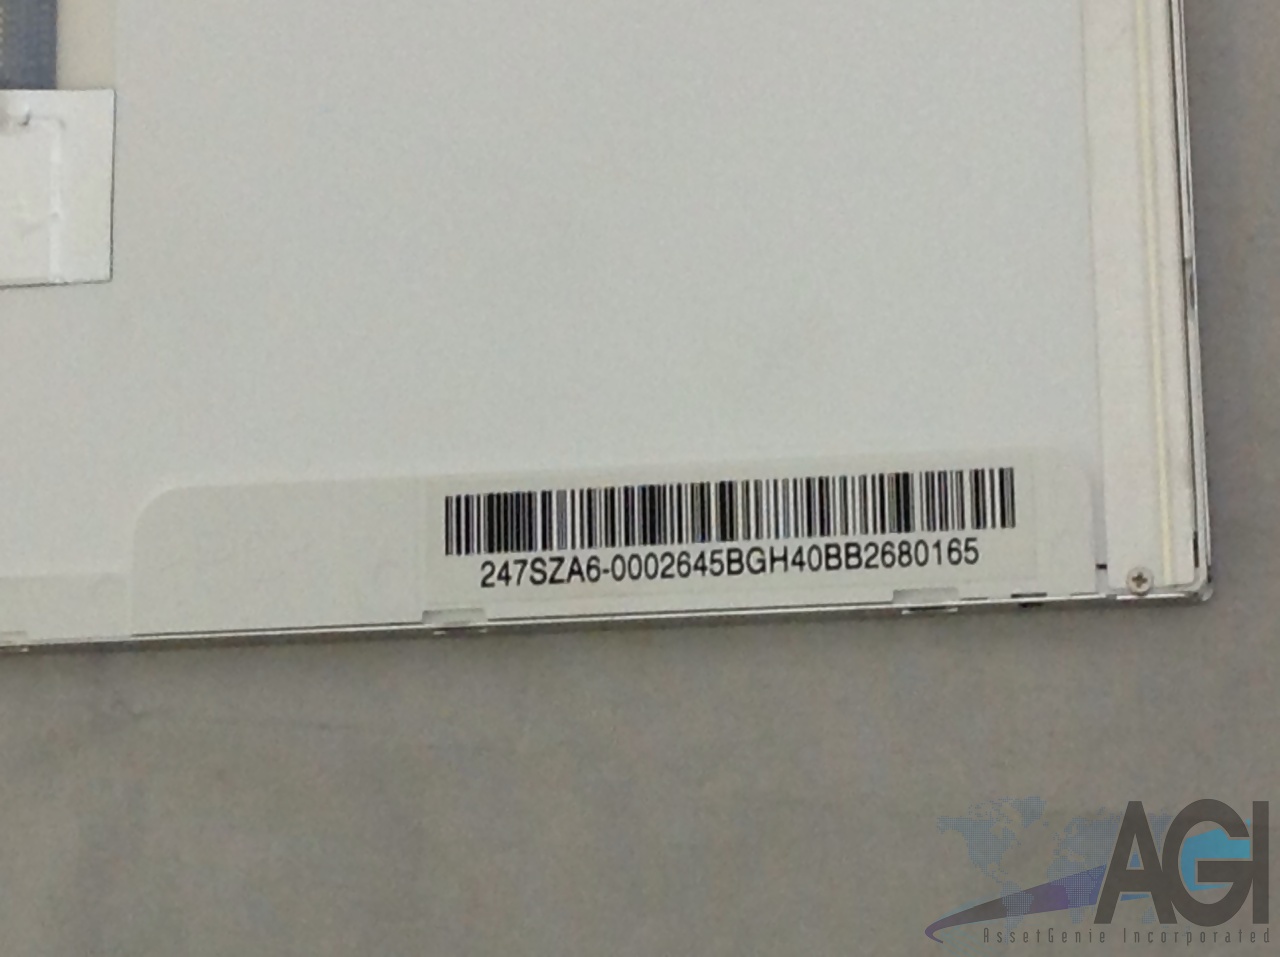 247SZA6-0002645BGH40BB2680165
AGI
AssetGenie Incorporated